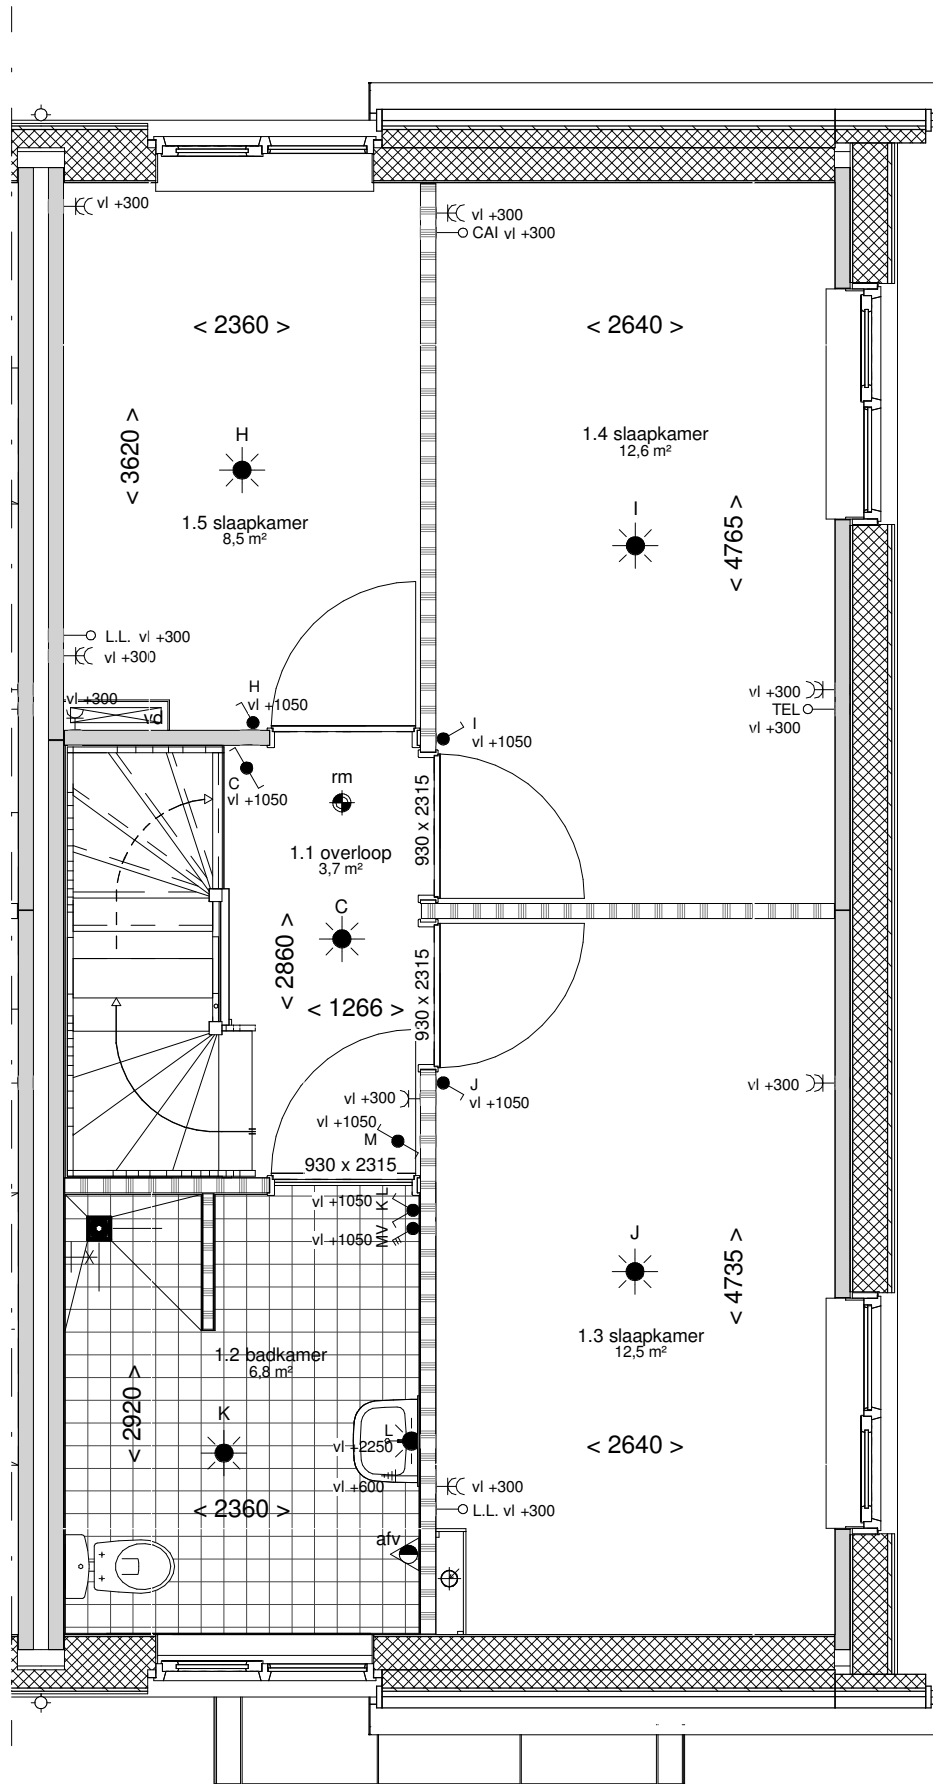 vl +300
vl +300
CAI vl +300
< 2360 >
< 2640 >
< 3620 >
H
1.5 slaapkamer
8,5 m²
1.4 slaapkamer
12,6 m²
I
< 4765 >
L.L. vl +300
vl +300
vl +300
vd
H
vl +1050
I
vl +1050
vl +300
TEL
vl +300
C
vl +1050
rm
930 x 2315
1.1 overloop
3,7 m²
C
< 2860 >
< 1266 >
930 x 2315
J
vl +1050
vl +300
vl +300
vl +1050
M
930 x 2315
vl +1050
K L
vl +1050
MV
J
< 4735 >
1.3 slaapkamer
12,5 m²
1.2 badkamer
6,8 m²
< 2920 >
K
L
vl +2250
vl +600
< 2640 >
vl +300
L.L. vl +300
< 2360 >
afv